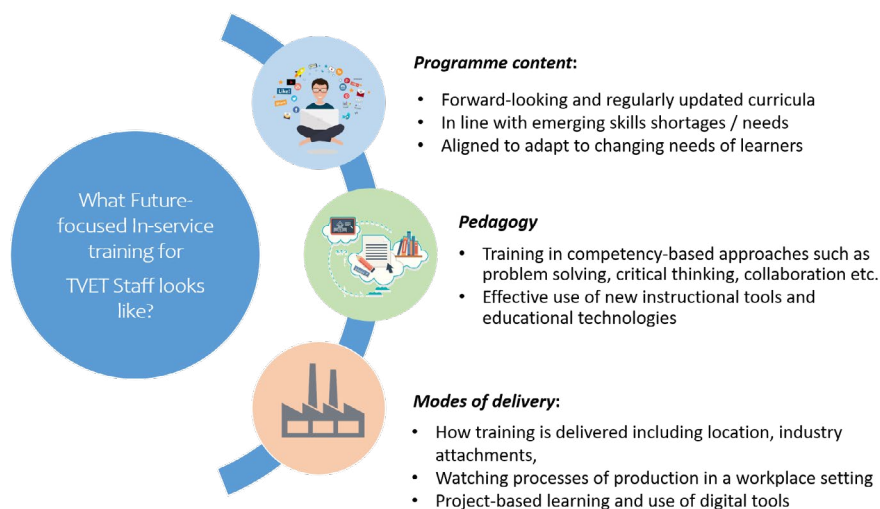 What Future-
focused In-service
training for
TVET Staff looks
like?
Programme content:
• Forward-looking and regularly updated curricula
• In line with emerging skills shortages / needs
• Aligned to adapt to changing needs of learners
Pedagogy
• Training in competency-based approaches such as
problem solving, critical thinking, collaboration etc.
• Effective use of new instructional tools and
educational technologies
Modes of delivery:
• How training is delivered including location, industry
attachments,
• Watching processes of production in a workplace setting
• Project-based learning and use of digital tools